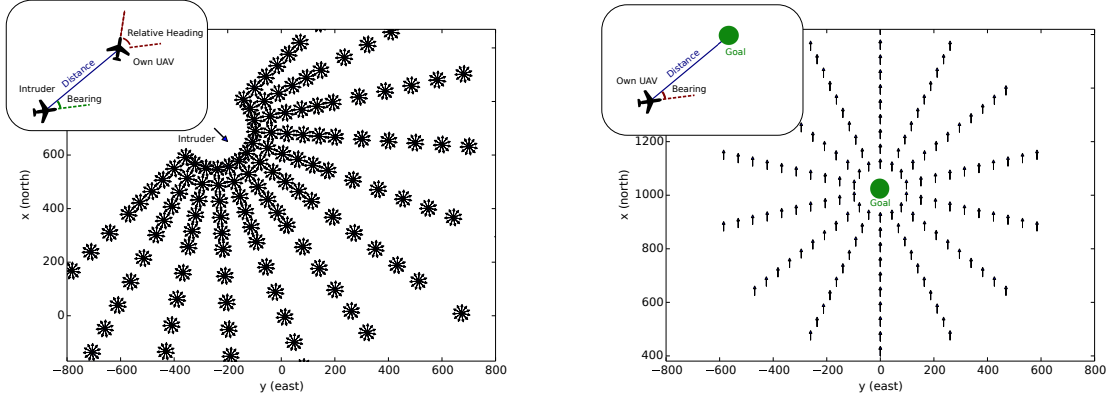 Relative Heading
Own UAV
Distance
Intruder
Bearing
Intruder
600
400
200
0
x (north)
−800 −600 −400 −200 0 200 400 600 800
y (east)
Goal
Distance
Own UAV
Bearing
1200
1000
800
600
400
x (north)
Goal
−800 −600 −400 −200 0 200 400 600 800
y (east)